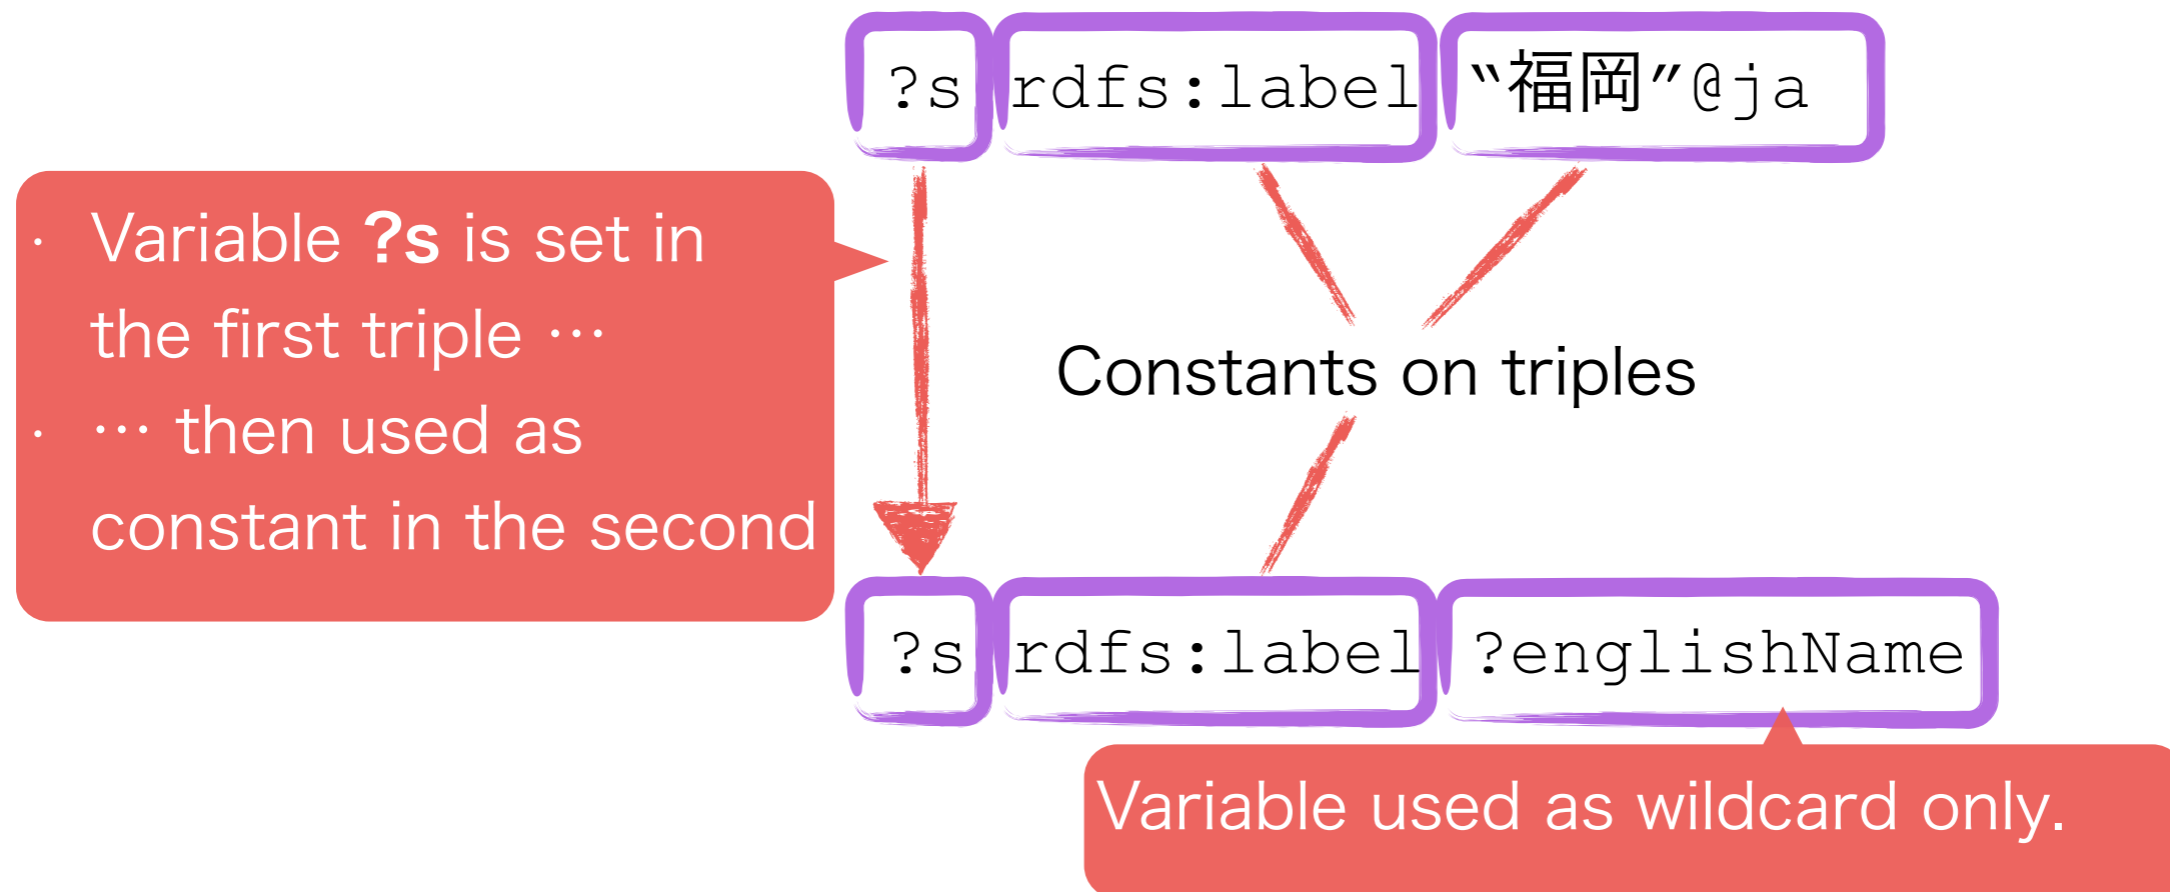 ?s rdfs:label “福岡”@ja
· Variable ?s is set in
the first triple …
· … then used as
constant in the second
Constants on triples
?s rdfs:label ?englishName
Variable used as wildcard only.